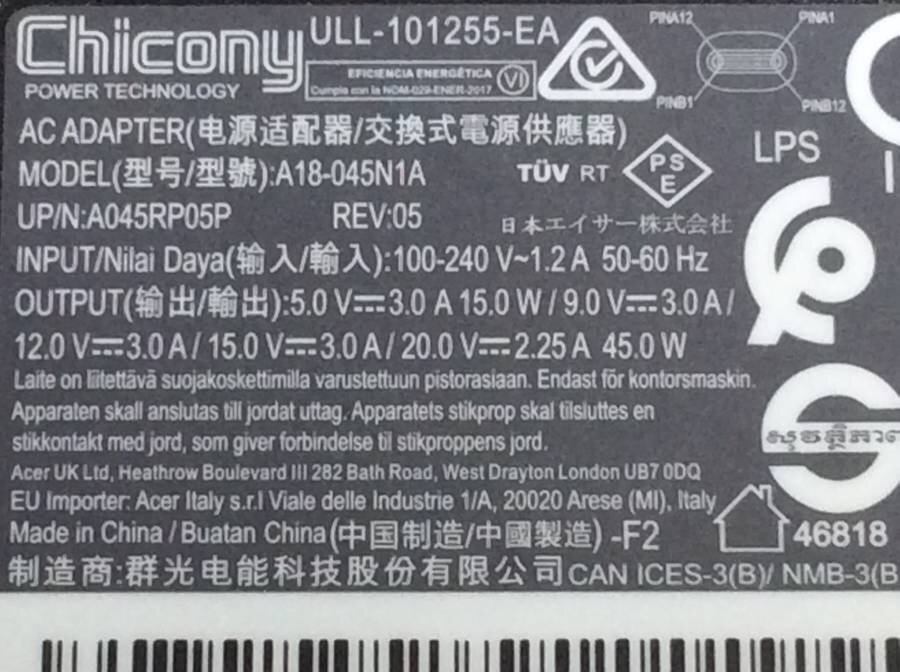 Chicony ULL-101255-EA PINA12 PINA1
POWER TECHNOLOGY EFICIENCIA ENERGÉTICA VI
Cumple con la NOM-029-ENER-2017 PINB1 PINB12
AC ADAPTER(电源适配器/交換式電源供應器)
LPS
MODEL(型号/型號):A18-045N1A TÜV RT PS E
UP/N:A045RP05P REV:05 日本エイサー株式会社
INPUT/Nilai Daya(输入/輸入):100-240 V~1.2 A 50-60 Hz
OUTPUT(输出/輸出):5.0 V⎓3.0 A 15.0 W / 9.0 V⎓3.0 A /
12.0 V⎓3.0 A / 15.0 V⎓3.0 A / 20.0 V⎓2.25 A 45.0 W
Laite on liitettävä suojakoskettimilla varustettuun pistorasiaan. Endast för kontorsmaskin.
Apparaten skall anslutas till jordat uttag. Apparatets stikprop skal tilsluttes en
stikkontakt med jord, som giver forbindelse til stikproppens jord.
Acer UK Ltd, Heathrow Boulevard III 282 Bath Road, West Drayton London UB7 0DQ
EU Importer: Acer Italy s.r.l Viale delle Industrie 1/A, 20020 Arese (MI), Italy
Made in China / Buatan China(中国制造/中國製造) -F2 46818
制造商:群光电能科技股份有限公司 CAN ICES-3(B)/ NMB-3(B